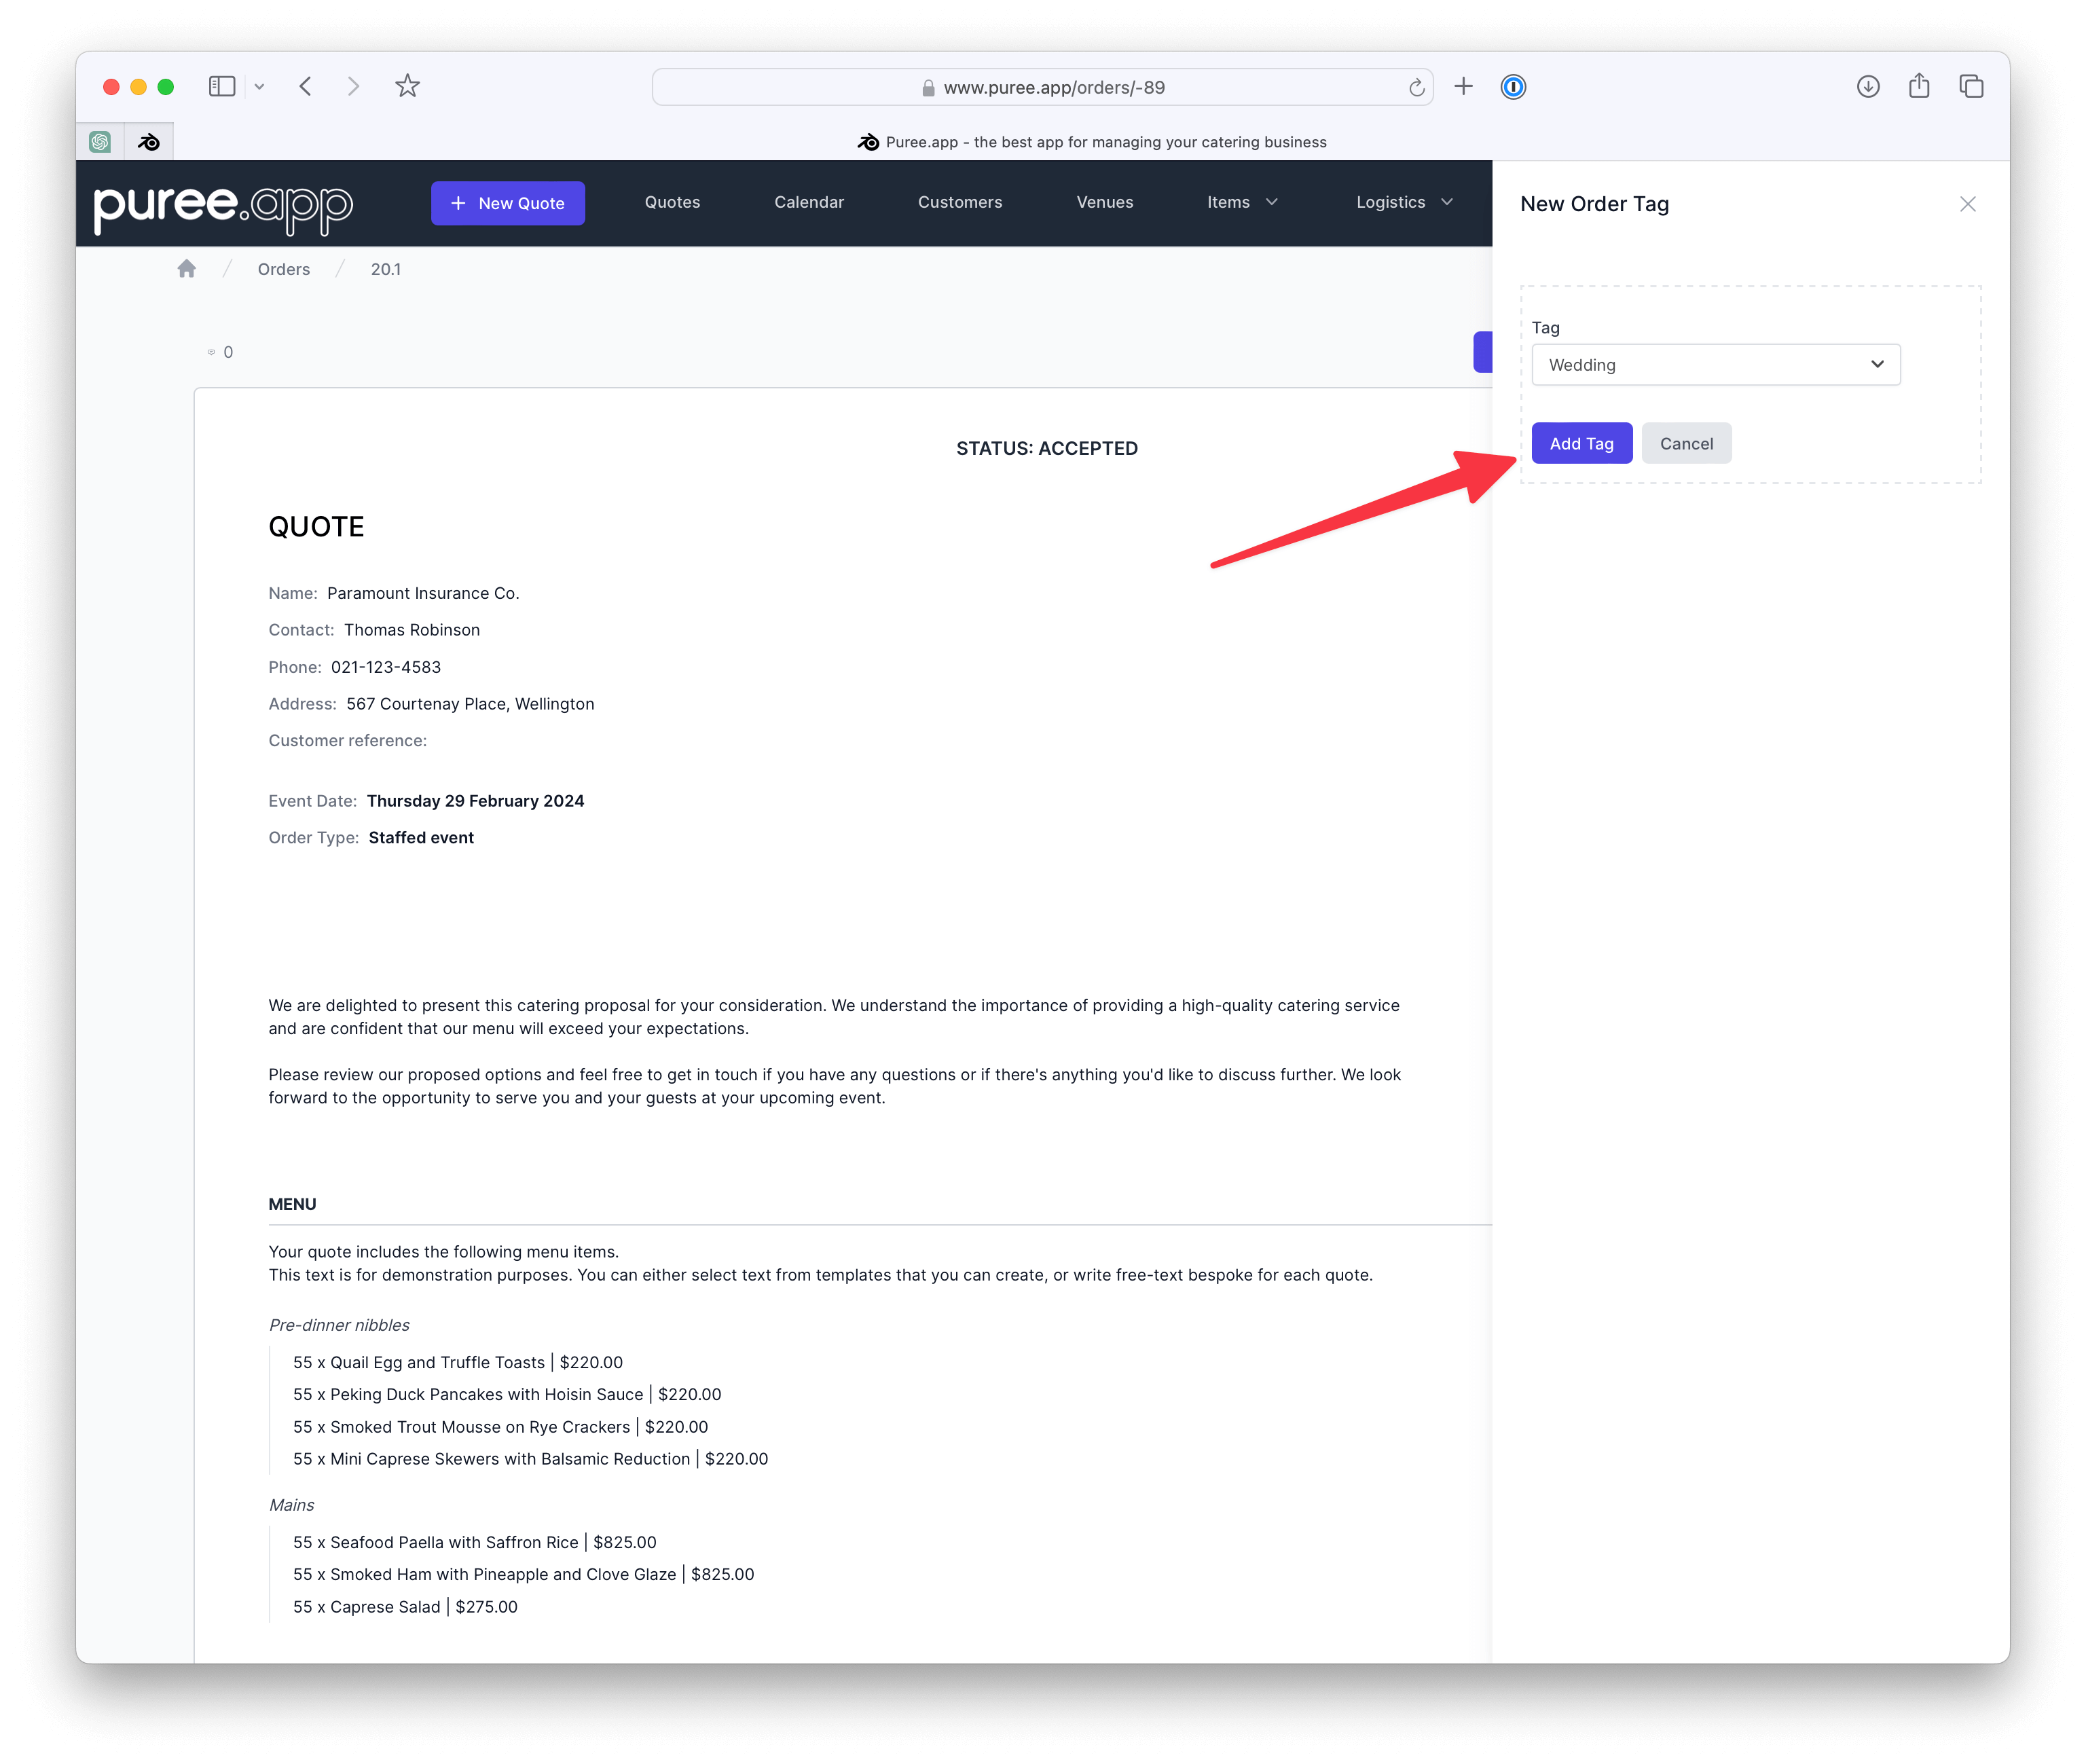 www.puree.app/orders/-89
Puree.app - the best app for managing your catering business
puree.app
New Quote
Quotes
Calendar
Customers
Venues
Items
Logistics
New Order Tag
Orders / 20.1
0
Tag
Wedding
Add Tag
Cancel
STATUS: ACCEPTED
QUOTE
Name: Paramount Insurance Co.
Contact: Thomas Robinson
Phone: 021-123-4583
Address: 567 Courtenay Place, Wellington
Customer reference:
Event Date: Thursday 29 February 2024
Order Type: Staffed event
We are delighted to present this catering proposal for your consideration. We understand the importance of providing a high-quality catering service
and are confident that our menu will exceed your expectations.
Please review our proposed options and feel free to get in touch if you have any questions or if there's anything you'd like to discuss further. We look
forward to the opportunity to serve you and your guests at your upcoming event.
MENU
Your quote includes the following menu items.
This text is for demonstration purposes. You can either select text from templates that you can create, or write free-text bespoke for each quote.
Pre-dinner nibbles
55 x Quail Egg and Truffle Toasts | $220.00
55 x Peking Duck Pancakes with Hoisin Sauce | $220.00
55 x Smoked Trout Mousse on Rye Crackers | $220.00
55 x Mini Caprese Skewers with Balsamic Reduction | $220.00
Mains
55 x Seafood Paella with Saffron Rice | $825.00
55 x Smoked Ham with Pineapple and Clove Glaze | $825.00
55 x Caprese Salad | $275.00